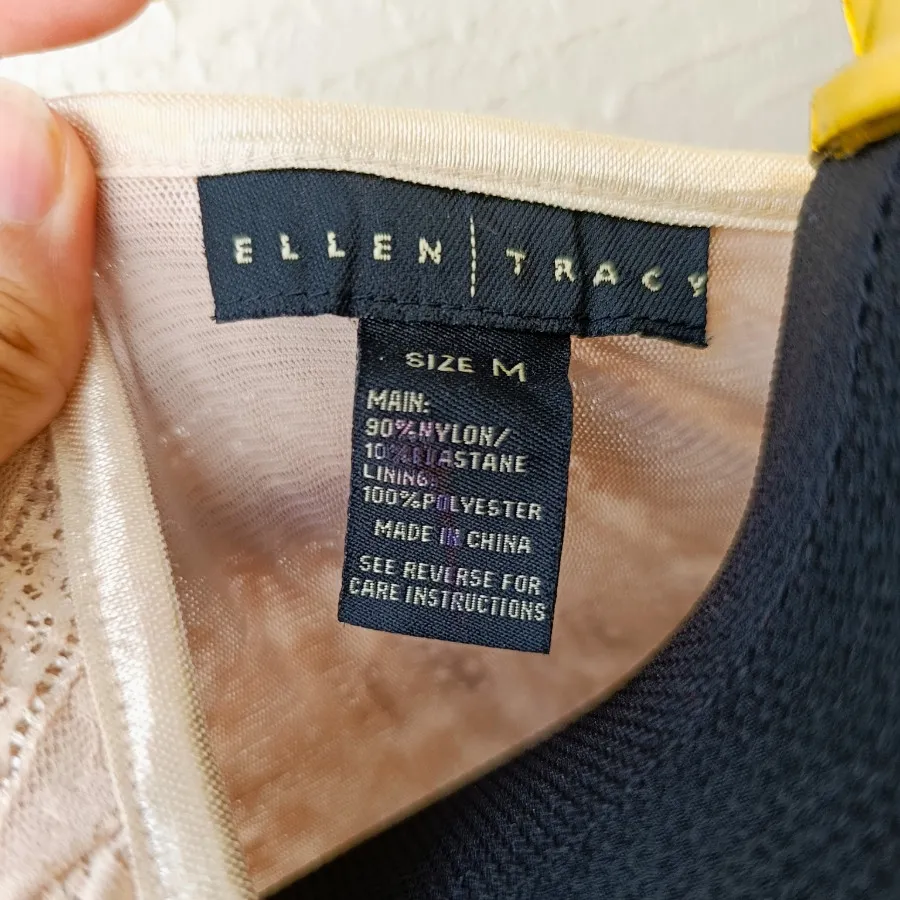 ELLEN | TRACY
SIZE M
MAIN:
90%NYLON/
10%ELASTANE
LINING:
100%POLYESTER
MADE IN CHINA
SEE REVERSE FOR
CARE INSTRUCTIONS